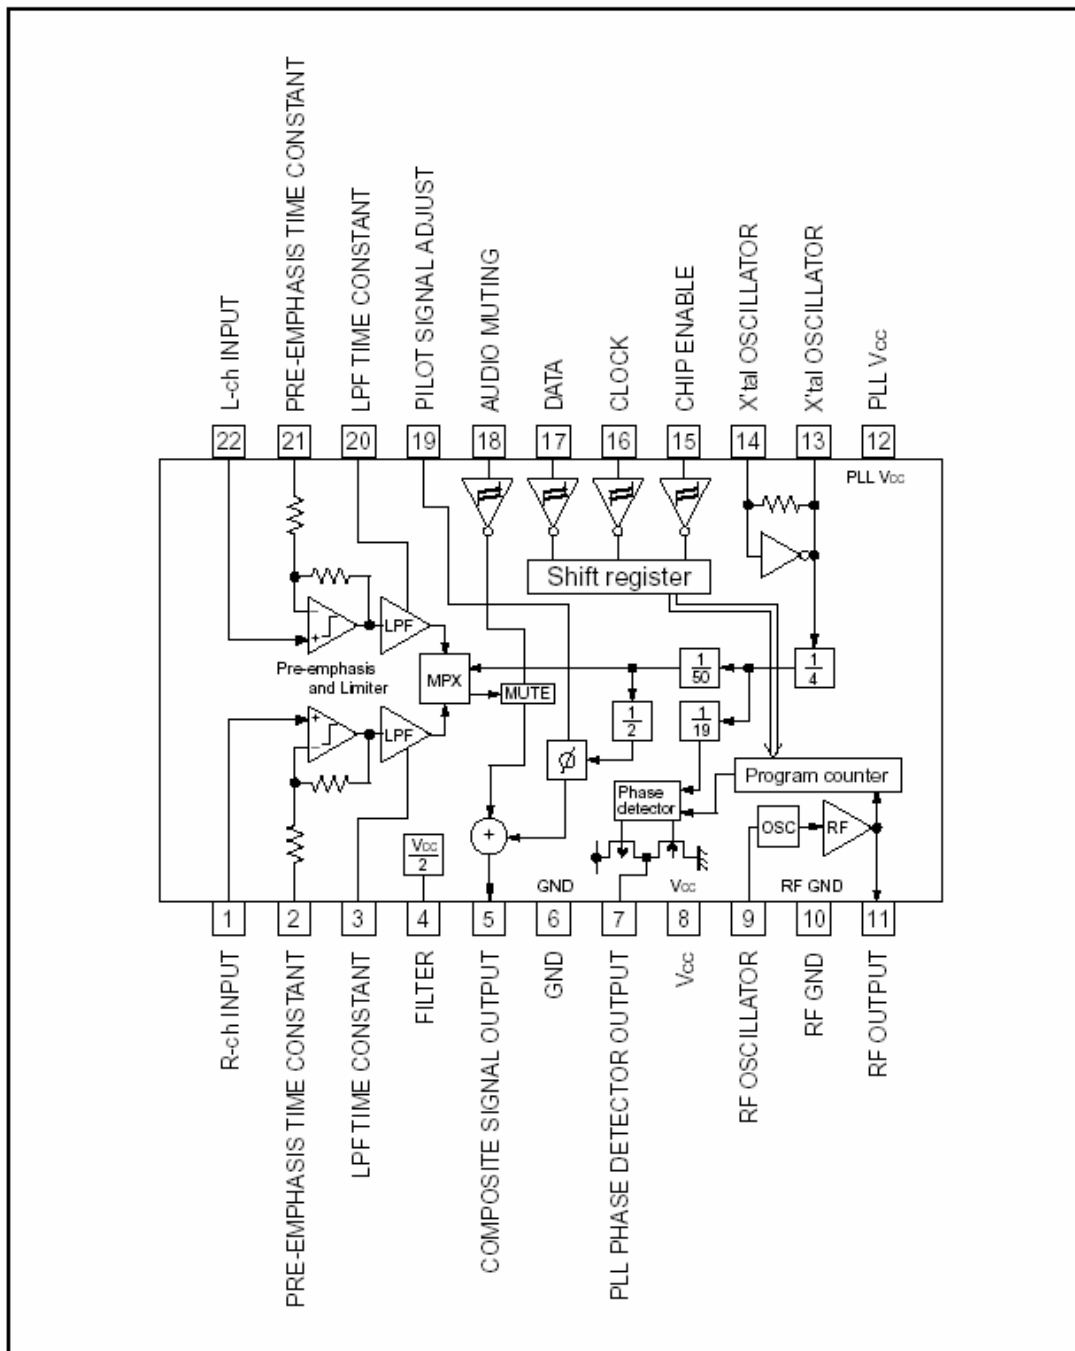 L-ch INPUT
PRE-EMPHASIS TIME CONSTANT
LPF TIME CONSTANT
PILOT SIGNAL ADJUST
AUDIO MUTING
DATA
CLOCK
CHIP ENABLE
X'tal OSCILLATOR
X'tal OSCILLATOR
PLL Vcc
22
21
20
19
18
17
16
15
14
13
12
PLL Vcc
Shift register
−
+
LPF
Pre-emphasis
and Limiter
MPX
MUTE
1
50
1
4
1
2
1
19
+
−
LPF
ϕ
Phase
detector
Program counter
OSC
RF
+
Vcc
2
GND
Vcc
RF GND
1
2
3
4
5
6
7
8
9
10
11
R-ch INPUT
PRE-EMPHASIS TIME CONSTANT
LPF TIME CONSTANT
FILTER
COMPOSITE SIGNAL OUTPUT
GND
PLL PHASE DETECTOR OUTPUT
Vcc
RF OSCILLATOR
RF GND
RF OUTPUT